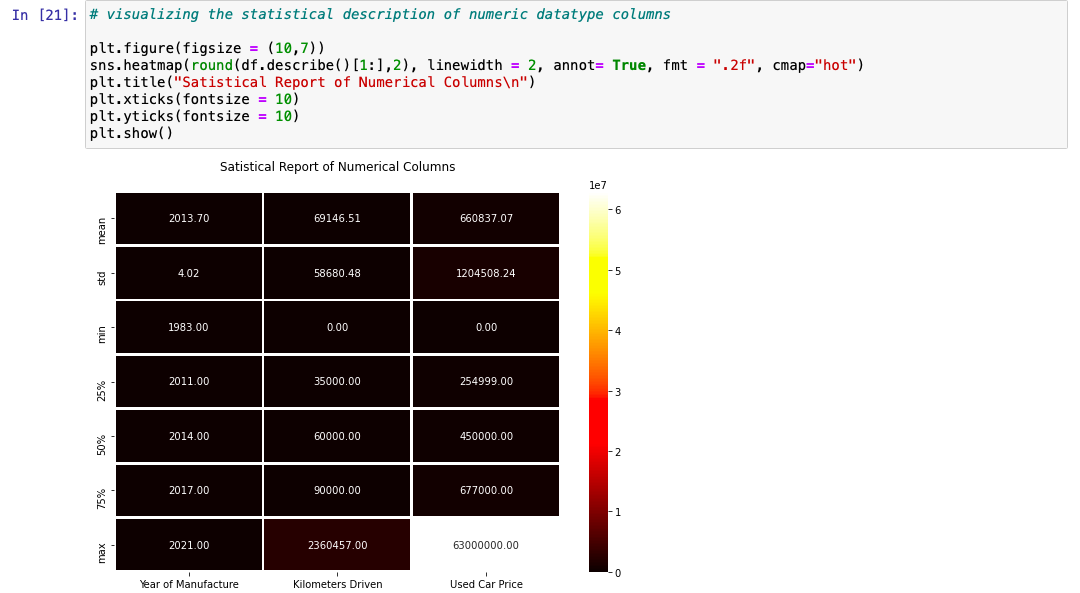 In [21]: # visualizing the statistical description of numeric datatype columns
plt.figure(figsize = (10,7))
sns.heatmap(round(df.describe()[1:],2), linewidth = 2, annot= True, fmt = ".2f", cmap="hot")
plt.title("Satistical Report of Numerical Columns\n")
plt.xticks(fontsize = 10)
plt.yticks(fontsize = 10)
plt.show()
Satistical Report of Numerical Columns
1e7
mean 2013.70 69146.51 660837.07
std 4.02 58680.48 1204508.24
min 1983.00 0.00 0.00
25% 2011.00 35000.00 254999.00
50% 2014.00 60000.00 450000.00
75% 2017.00 90000.00 677000.00
max 2021.00 2360457.00 63000000.00
Year of Manufacture Kilometers Driven Used Car Price
6
5
4
3
2
1
0